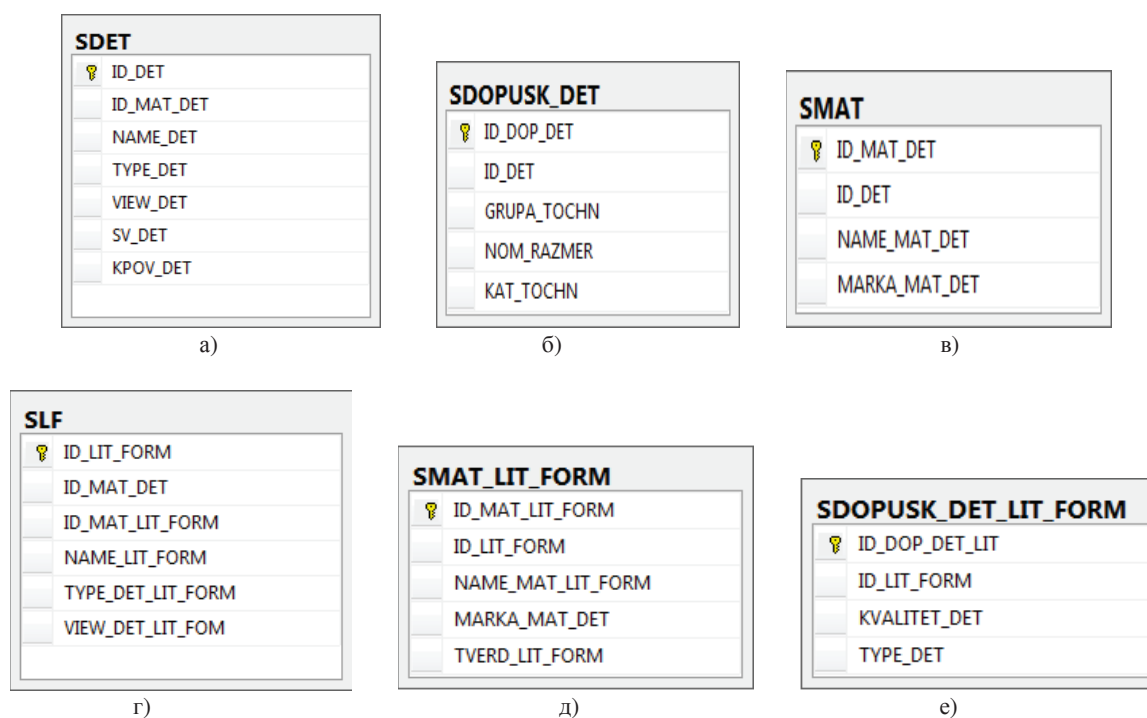 SDET
ID_DET
ID_MAT_DET
NAME_DET
TYPE_DET
VIEW_DET
SV_DET
KPOV_DET
а)
SDOPUSK_DET
ID_DOP_DET
ID_DET
GRUPA_TOCHN
NOM_RAZMER
KAT_TOCHN
б)
SMAT
ID_MAT_DET
ID_DET
NAME_MAT_DET
MARKA_MAT_DET
в)
SLF
ID_LIT_FORM
ID_MAT_DET
ID_MAT_LIT_FORM
NAME_LIT_FORM
TYPE_DET_LIT_FORM
VIEW_DET_LIT_FOM
г)
SMAT_LIT_FORM
ID_MAT_LIT_FORM
ID_LIT_FORM
NAME_MAT_LIT_FORM
MARKA_MAT_DET
TVERD_LIT_FORM
д)
SDOPUSK_DET_LIT_FORM
ID_DOP_DET_LIT
ID_LIT_FORM
KVALITET_DET
TYPE_DET
е)